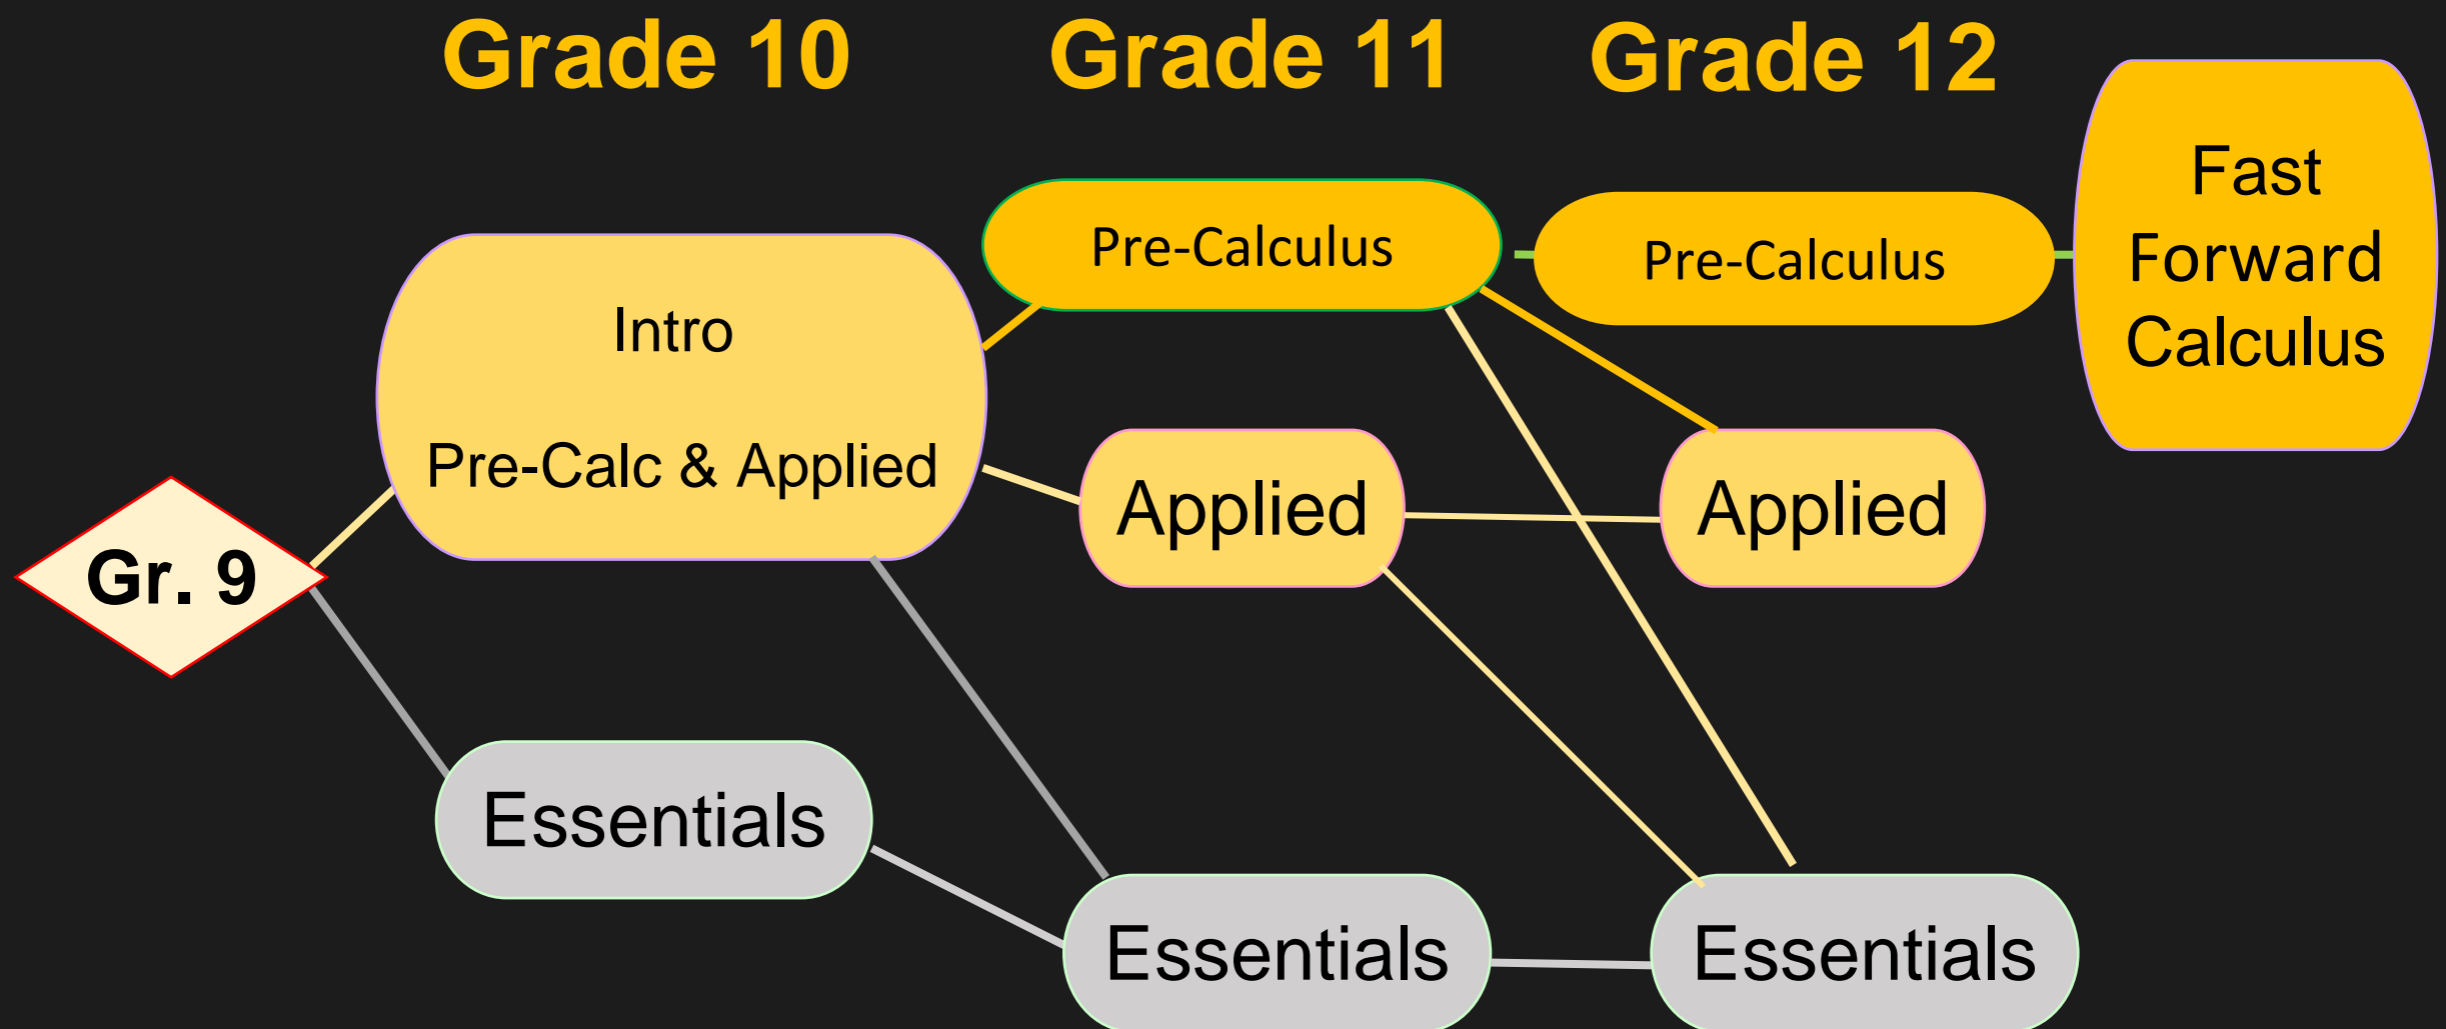 Grade 10
Grade 11
Grade 12
Fast
Forward
Calculus
Pre-Calculus
Pre-Calculus
Intro
Pre-Calc & Applied
Applied
Applied
Gr. 9
Essentials
Essentials
Essentials